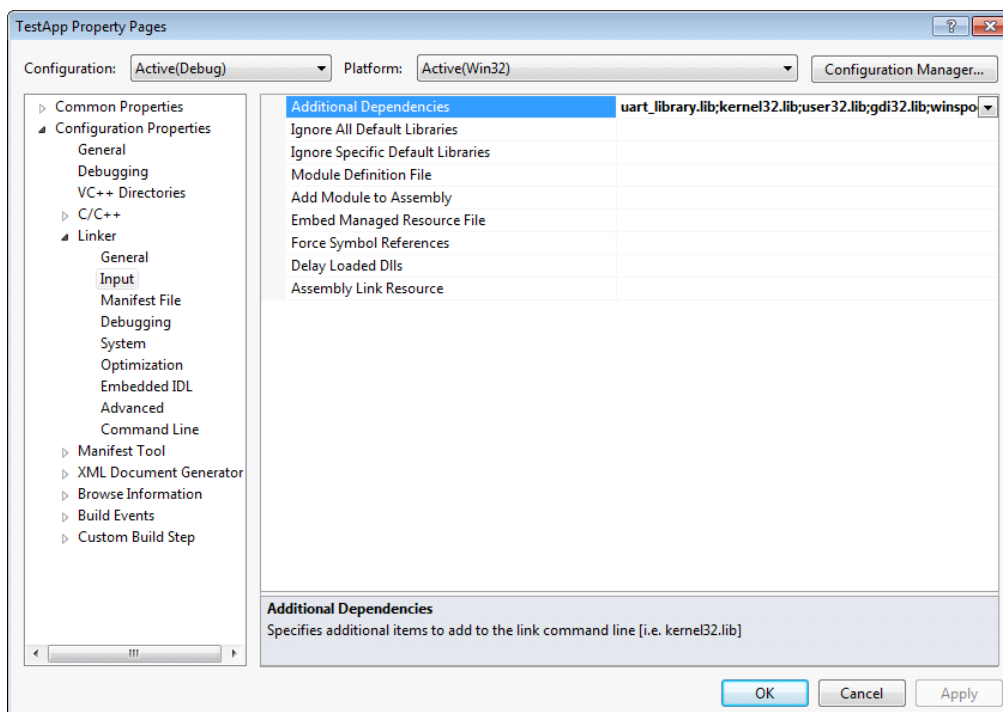 TestApp Property Pages
Configuration: Active(Debug) Platform: Active(Win32) Configuration Manager...
Common Properties
Configuration Properties
General
Debugging
VC++ Directories
C/C++
Linker
General
Input
Manifest File
Debugging
System
Optimization
Embedded IDL
Advanced
Command Line
Manifest Tool
XML Document Generator
Browse Information
Build Events
Custom Build Step
Additional Dependencies uart_library.lib;kernel32.lib;user32.lib;gdi32.lib;winspo
Ignore All Default Libraries
Ignore Specific Default Libraries
Module Definition File
Add Module to Assembly
Embed Managed Resource File
Force Symbol References
Delay Loaded Dlls
Assembly Link Resource
Additional Dependencies
Specifies additional items to add to the link command line [i.e. kernel32.lib]
OK Cancel Apply